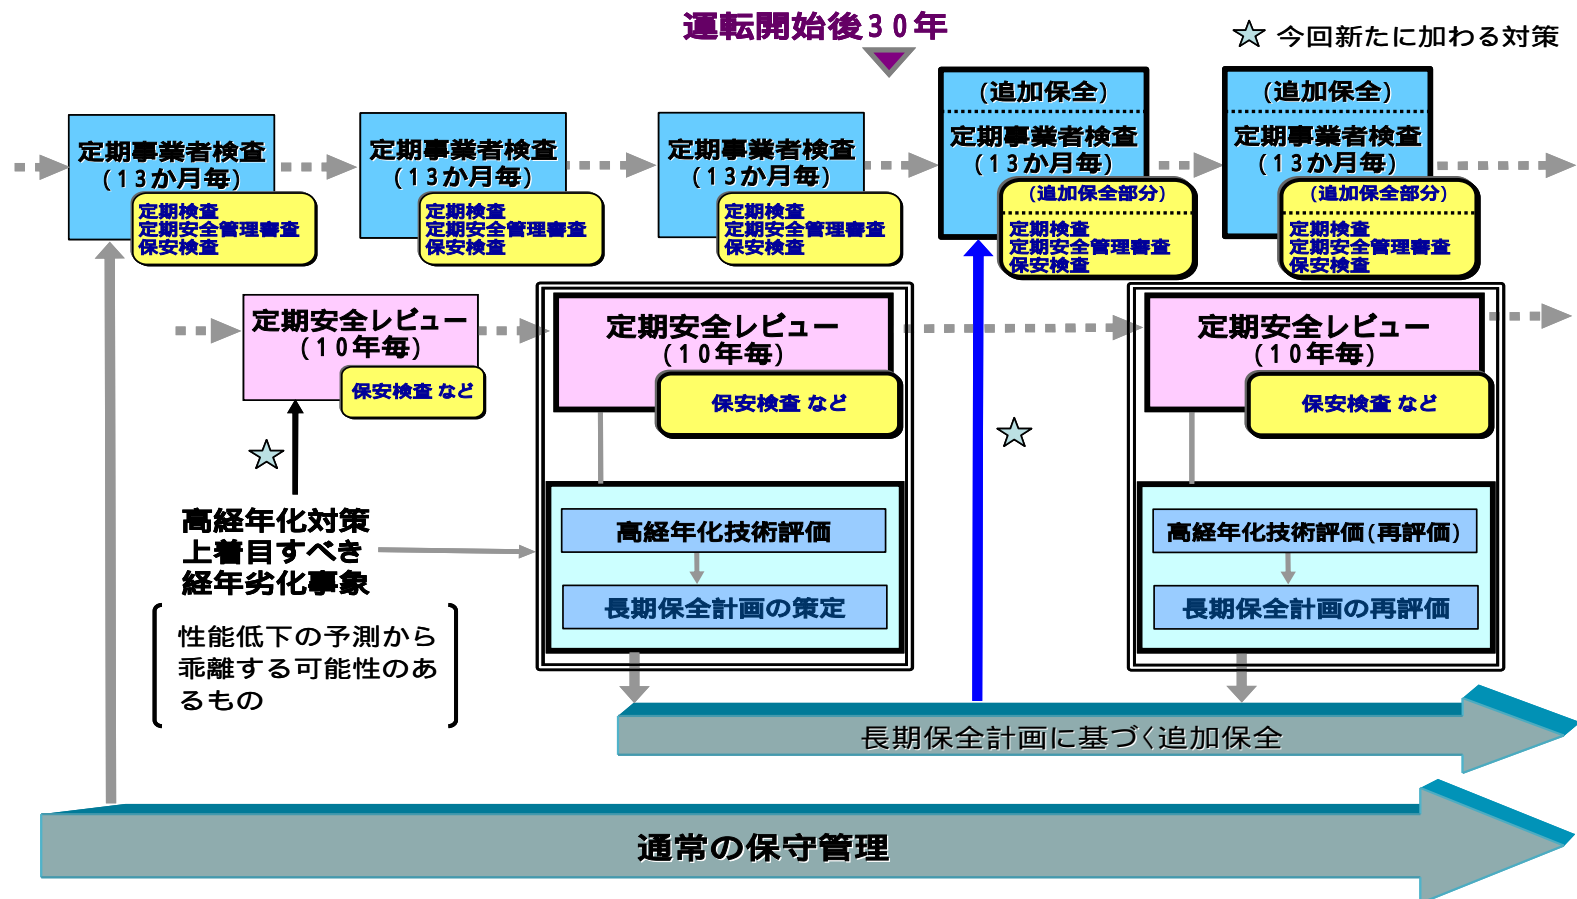 運転開始後30年
☆ 今回新たに加わる対策
定期事業者検査
(13か月毎)
定期検査
定期安全管理審査
保安検査
定期事業者検査
(13か月毎)
定期検査
定期安全管理審査
保安検査
定期事業者検査
(13か月毎)
定期検査
定期安全管理審査
保安検査
(追加保全)
定期事業者検査
(13か月毎)
(追加保全部分)
定期検査
定期安全管理審査
保安検査
(追加保全)
定期事業者検査
(13か月毎)
(追加保全部分)
定期検査
定期安全管理審査
保安検査
定期安全レビュー
(10年毎)
保安検査 など
定期安全レビュー
(10年毎)
保安検査 など
定期安全レビュー
(10年毎)
保安検査 など
高経年化対策
上着目すべき
経年劣化事象
性能低下の予測から
乖離する可能性のあ
るもの
高経年化技術評価
長期保全計画の策定
高経年化技術評価(再評価)
長期保全計画の再評価
長期保全計画に基づく追加保全
通常の保守管理